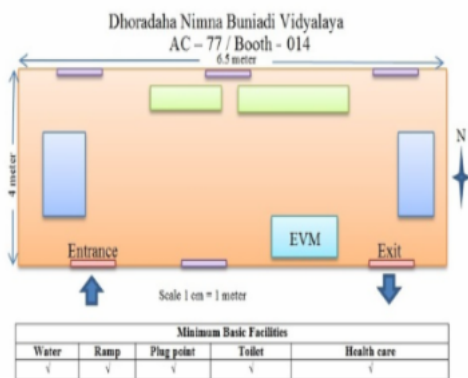 Dhoradaha Nimna Buniadi Vidyalaya
AC – 77 / Booth - 014
6.5 meter
4 meter
N
EVM
Entrance
Exit
Scale 1 cm = 1 meter
Minimum Basic Facilities
Water Ramp Plug point Toilet Health care
√ √ √ √ √